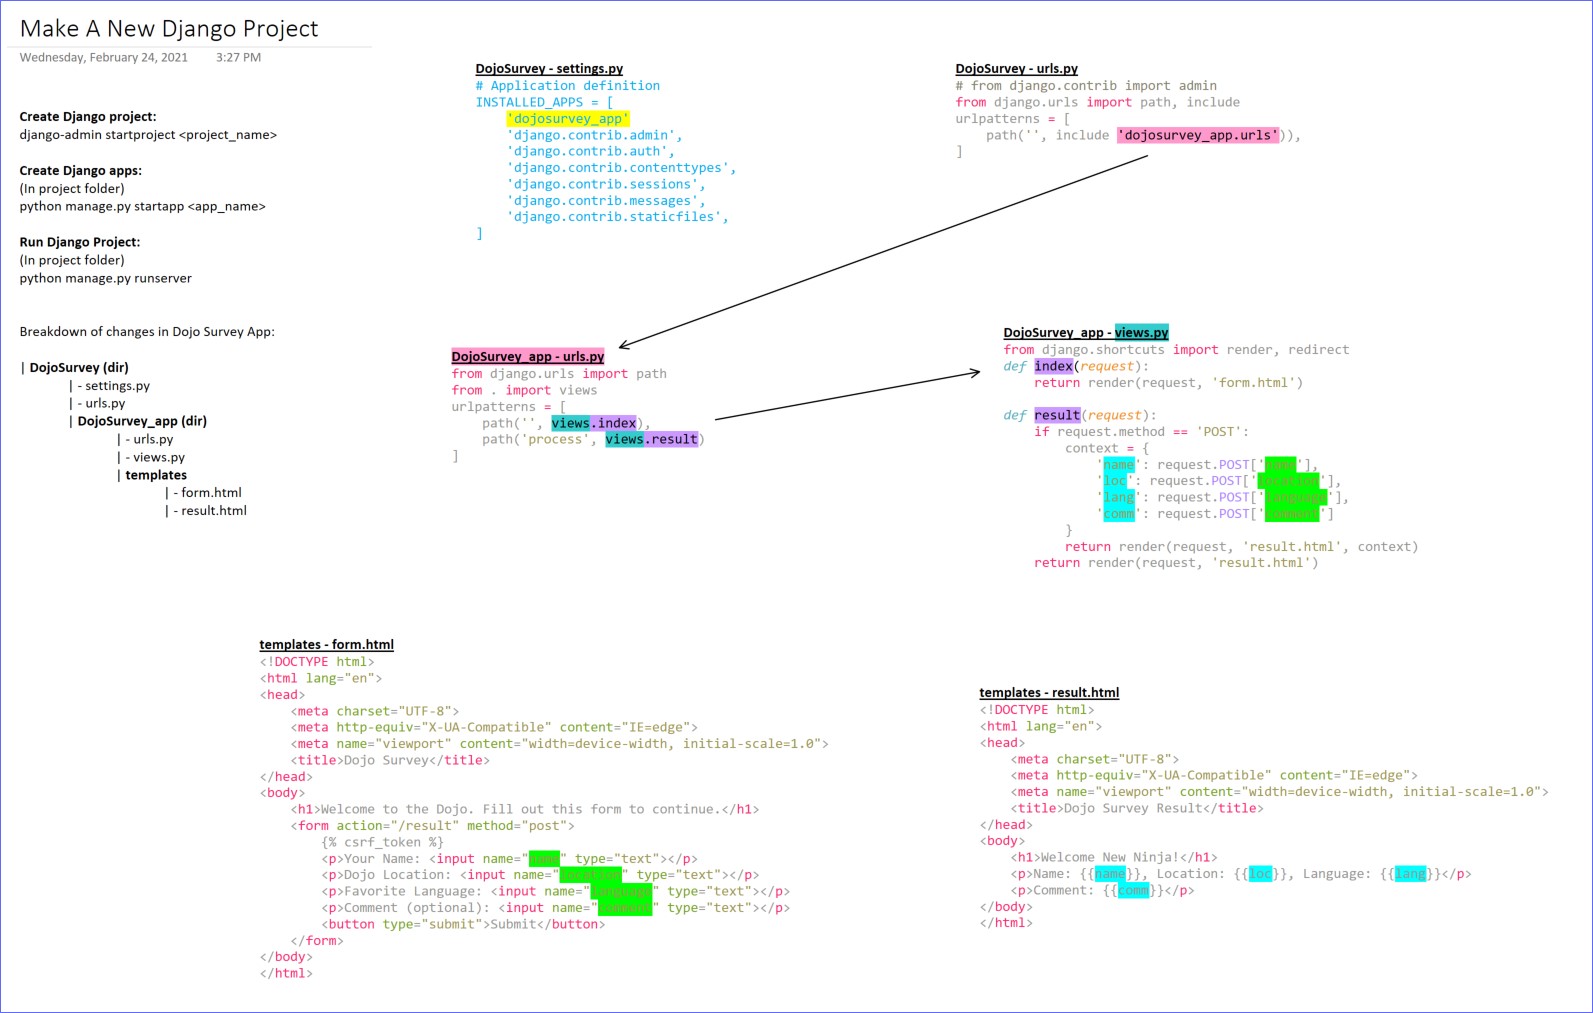 Make A New Django Project
Wednesday, February 24, 2021 3:27 PM
Create Django project:
django-admin startproject <project_name>
Create Django apps:
(In project folder)
python manage.py startapp <app_name>
Run Django Project:
(In project folder)
python manage.py runserver
Breakdown of changes in Dojo Survey App:
| DojoSurvey (dir)
| - settings.py
| - urls.py
| DojoSurvey_app (dir)
| - urls.py
| - views.py
| templates
| - form.html
| - result.html
DojoSurvey - settings.py
# Application definition
INSTALLED_APPS = [
'dojosurvey_app'
'django.contrib.admin',
'django.contrib.auth',
'django.contrib.contenttypes',
'django.contrib.sessions',
'django.contrib.messages',
'django.contrib.staticfiles',
]
DojoSurvey - urls.py
# from django.contrib import admin
from django.urls import path, include
urlpatterns = [
path('', include 'dojosurvey_app.urls')),
]
DojoSurvey_app - urls.py
from django.urls import path
from . import views
urlpatterns = [
path('', views.index),
path('process', views.result)
]
DojoSurvey_app - views.py
from django.shortcuts import render, redirect
def index(request):
return render(request, 'form.html')
def result(request):
if request.method == 'POST':
context = {
'name': request.POST['name'],
'loc': request.POST['location'],
'lang': request.POST['language'],
'comm': request.POST['comment']
}
return render(request, 'result.html', context)
return render(request, 'result.html')
templates - form.html
<!DOCTYPE html>
<html lang="en">
<head>
<meta charset="UTF-8">
<meta http-equiv="X-UA-Compatible" content="IE=edge">
<meta name="viewport" content="width=device-width, initial-scale=1.0">
<title>Dojo Survey</title>
</head>
<body>
<h1>Welcome to the Dojo. Fill out this form to continue.</h1>
<form action="/result" method="post">
{% csrf_token %}
<p>Your Name: <input name="name" type="text"></p>
<p>Dojo Location: <input name="location" type="text"></p>
<p>Favorite Language: <input name="language" type="text"></p>
<p>Comment (optional): <input name="comment" type="text"></p>
<button type="submit">Submit</button>
</form>
</body>
</html>
templates - result.html
<!DOCTYPE html>
<html lang="en">
<head>
<meta charset="UTF-8">
<meta http-equiv="X-UA-Compatible" content="IE=edge">
<meta name="viewport" content="width=device-width, initial-scale=1.0">
<title>Dojo Survey Result</title>
</head>
<body>
<h1>Welcome New Ninja!</h1>
<p>Name: {{name}}, Location: {{loc}}, Language: {{lang}}</p>
<p>Comment: {{comm}}</p>
</body>
</html>